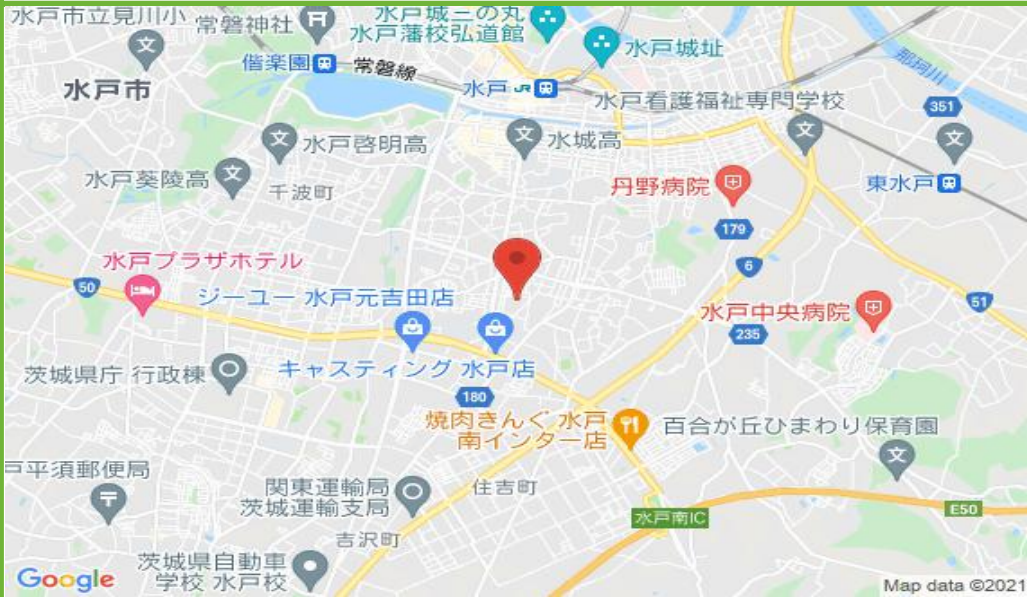 水戸市立見川小
常磐神社
水戸城三の丸
水戸藩校弘道館
水戸城址
那珂川
偕楽園
常磐線
水戸市
水戸 JR
水戸看護福祉専門学校
351
水戸啓明高
水城高
水戸葵陵高
千波町
丹野病院
東水戸
179
水戸プラザホテル
6
50
ジーユー 水戸元吉田店
水戸中央病院
51
235
茨城県庁 行政棟
キャスティング 水戸店
180
焼肉きんぐ 水戸
南インター店
百合が丘ひまわり保育園
戸平須郵便局
関東運輸局
茨城運輸支局
住吉町
水戸南IC
E50
吉沢町
茨城県自動車
学校 水戸校
Google
Map data ©2021